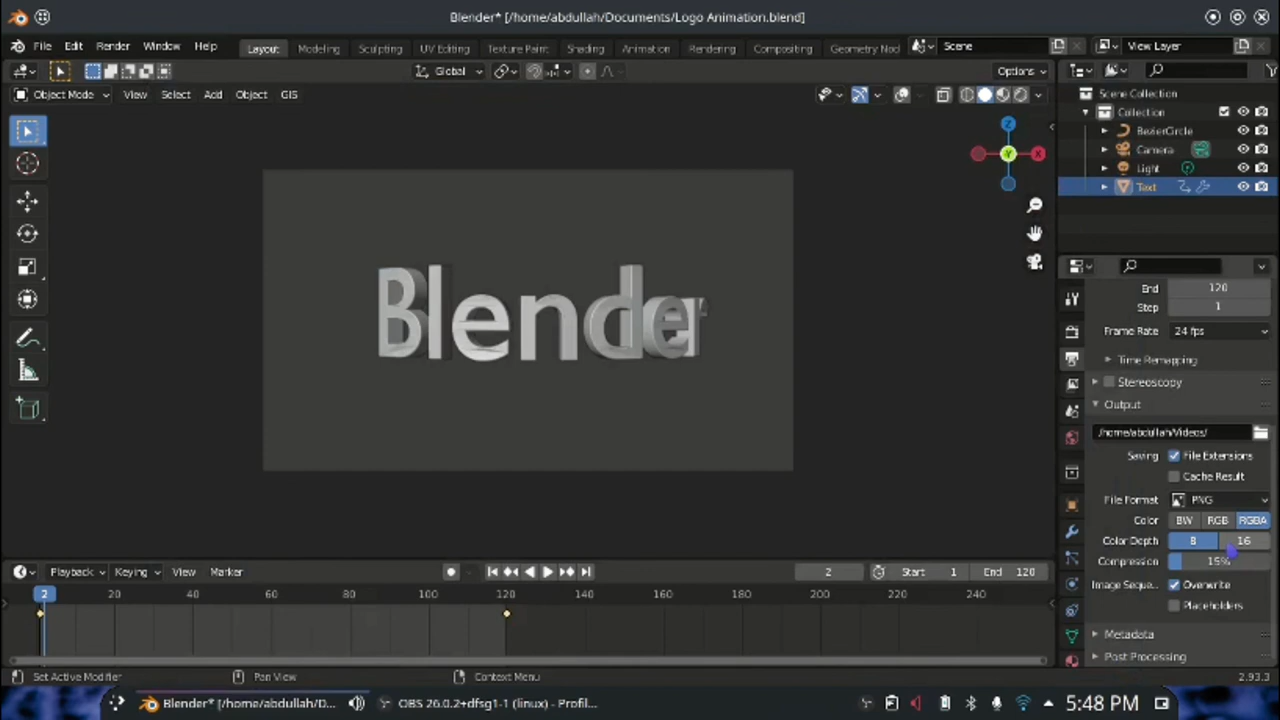 Blender* [/home/abdullah/Documents/Logo Animation.blend]
File Edit Render Window Help Layout Modeling Sculpting UV Editing Texture Paint Shading Animation Rendering Compositing Geometry Nod Scene View Layer
Global Options
Object Mode View Select Add Object GIS
Scene Collection
Collection
BezierCircle
Camera
Light
Text
Z
Y
X
Blender
End 120
Step 1
Frame Rate 24 fps
Time Remapping
Stereoscopy
Output
/home/abdullah/Videos/
Saving File Extensions
Cache Result
File Format PNG
Color BW RGB RGBA
Color Depth 8 16
Compression 15%
Image Seque... Overwrite
Placeholders
Metadata
Post Processing
Playback Keying View Marker 2 Start 1 End 120
2 20 40 60 80 100 120 140 160 180 200 220 240
Set Active Modifier Pan View Context Menu 2.93.3
Blender* [/home/abdullah/D... OBS 26.0.2+dfsg1-1 (linux) - Profil... 5:48 PM